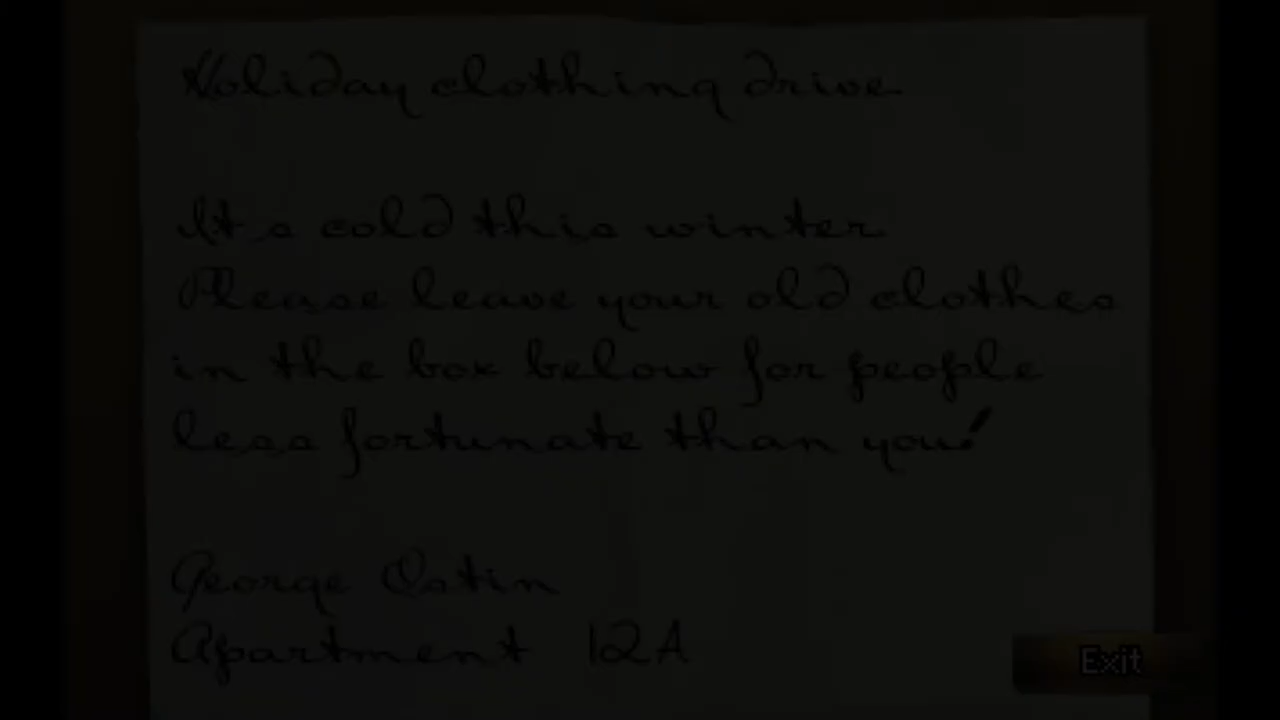 Holiday clothing drive
It's cold this winter
Please leave your old clothes
in the box below for people
less fortunate than you!
George Ostin
Apartment 12A
Exit